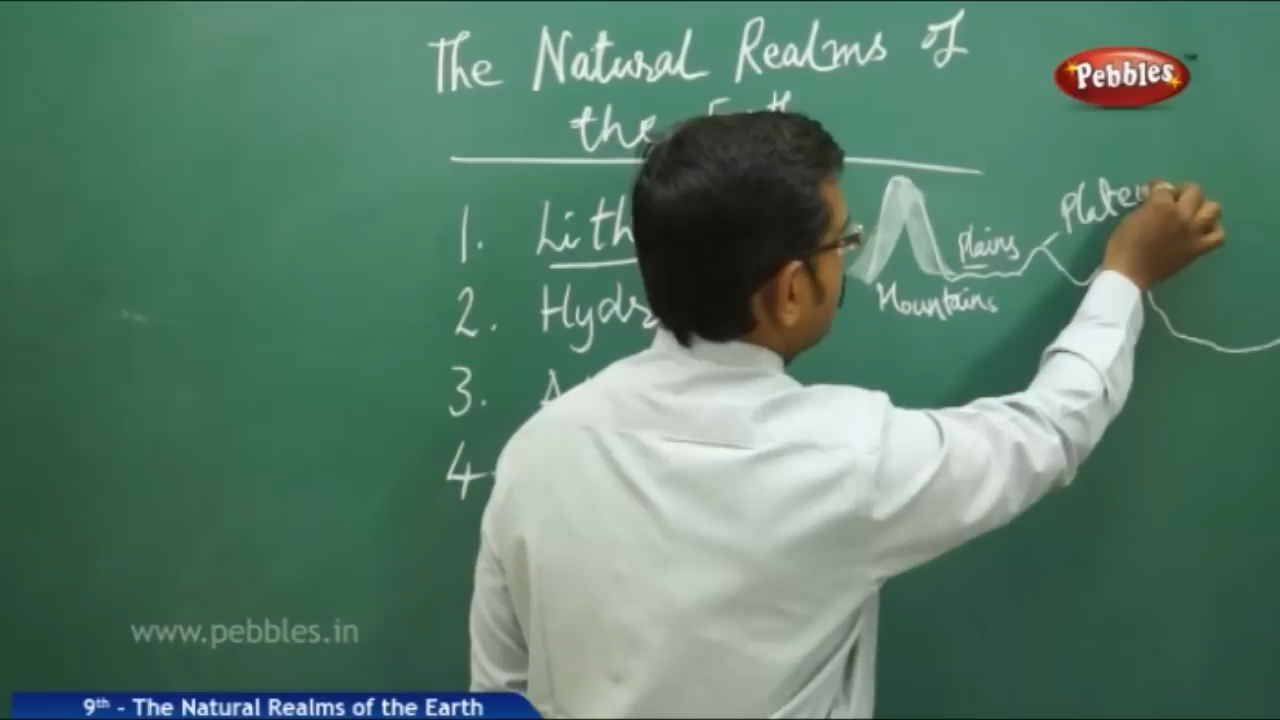 The Natural Realms of
the
Pebbles
1. Lith
Plains
Plateau
Mountains
2. Hydr
3.
4.
www.pebbles.in
9th - The Natural Realms of the Earth